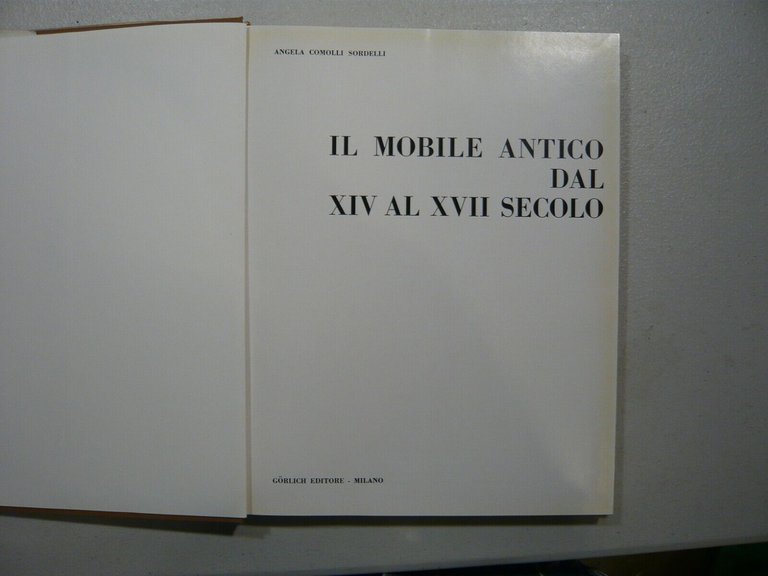 ANGELA COMOLLI SORDELLI
IL MOBILE ANTICO
DAL
XIV AL XVII SECOLO
GÖRLICH EDITORE - MILANO